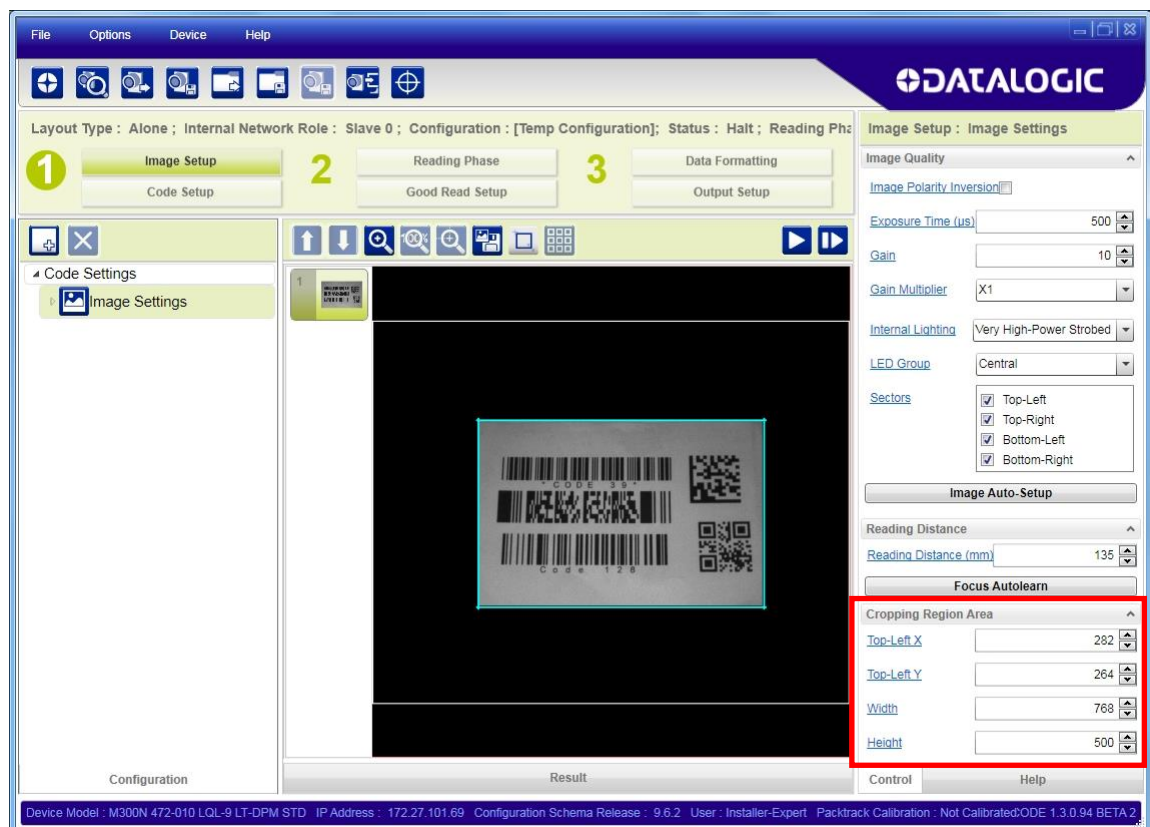 File Options Device Help
DATALOGIC
Layout Type : Alone ; Internal Network Role : Slave 0 ; Configuration : [Temp Configuration]; Status : Halt ; Reading Pha
1 Image Setup 2 Reading Phase 3 Data Formatting
Code Setup Good Read Setup Output Setup
Code Settings
Image Settings
100%
1
*CODE 39*
Code 128
Configuration
Result
Image Setup : Image Settings
Image Quality
Image Polarity Inversion
Exposure Time (µs) 500
Gain 10
Gain Multiplier X1
Internal Lighting Very High-Power Strobed
LED Group Central
Sectors Top-Left
Top-Right
Bottom-Left
Bottom-Right
Image Auto-Setup
Reading Distance
Reading Distance (mm) 135
Focus Autolearn
Cropping Region Area
Top-Left X 282
Top-Left Y 264
Width 768
Height 500
Control Help
Device Model : M300N 472-010 LQL-9 LT-DPM STD IP Address : 172.27.101.69 Configuration Schema Release : 9.6.2 User : Installer-Expert Packtrack Calibration : Not Calibrated ODE 1.3.0.94 BETA 2